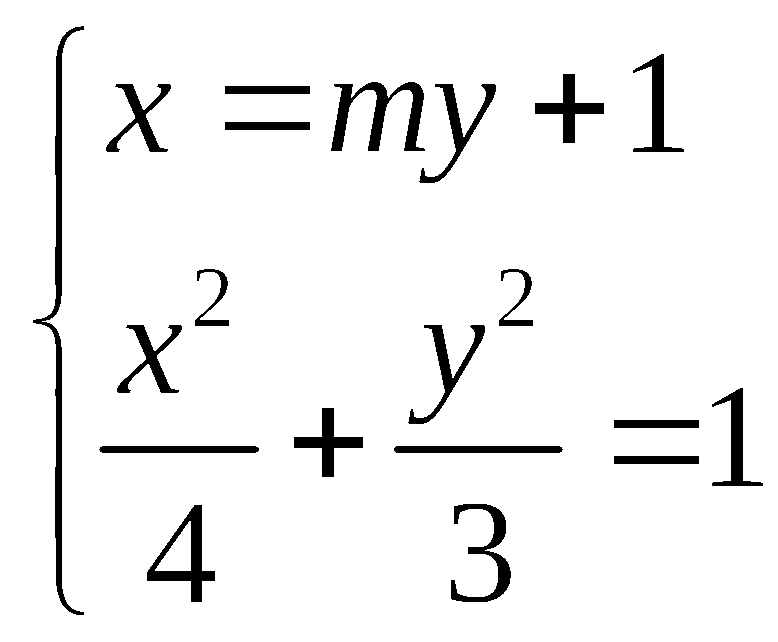 x = my + 1
x²/4 + y²/3 = 1